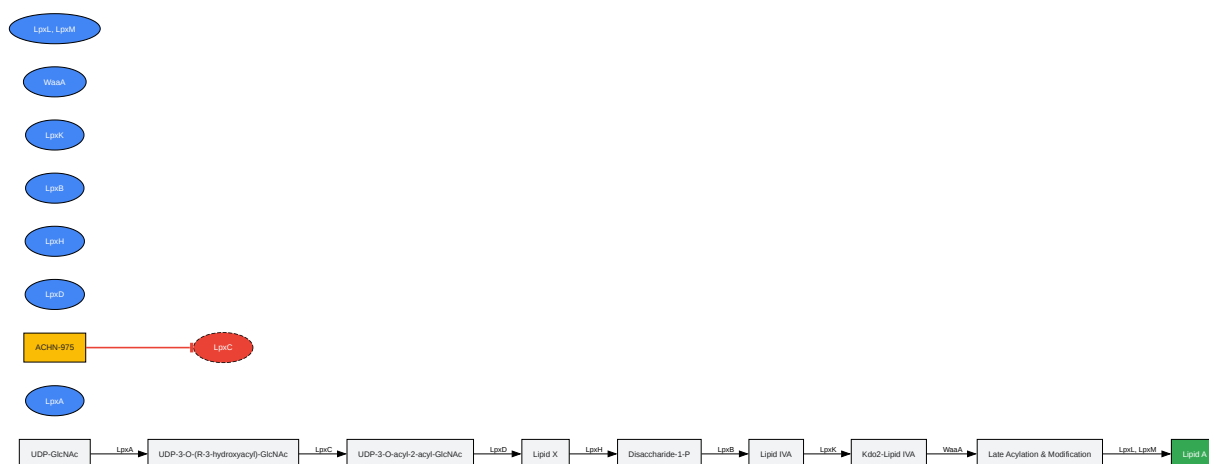 LpxL, LpxM
WaaA
LpxK
LpxB
LpxH
LpxD
ACHN-975
LpxC
LpxA
UDP-GlcNAc
LpxA
UDP-3-O-(R-3-hydroxyacyl)-GlcNAc
LpxC
UDP-3-O-acyl-2-acyl-GlcNAc
LpxD
Lipid X
LpxH
Disaccharide-1-P
LpxB
Lipid IVA
LpxK
Kdo2-Lipid IVA
WaaA
Late Acylation & Modification
LpxL, LpxM
Lipid A